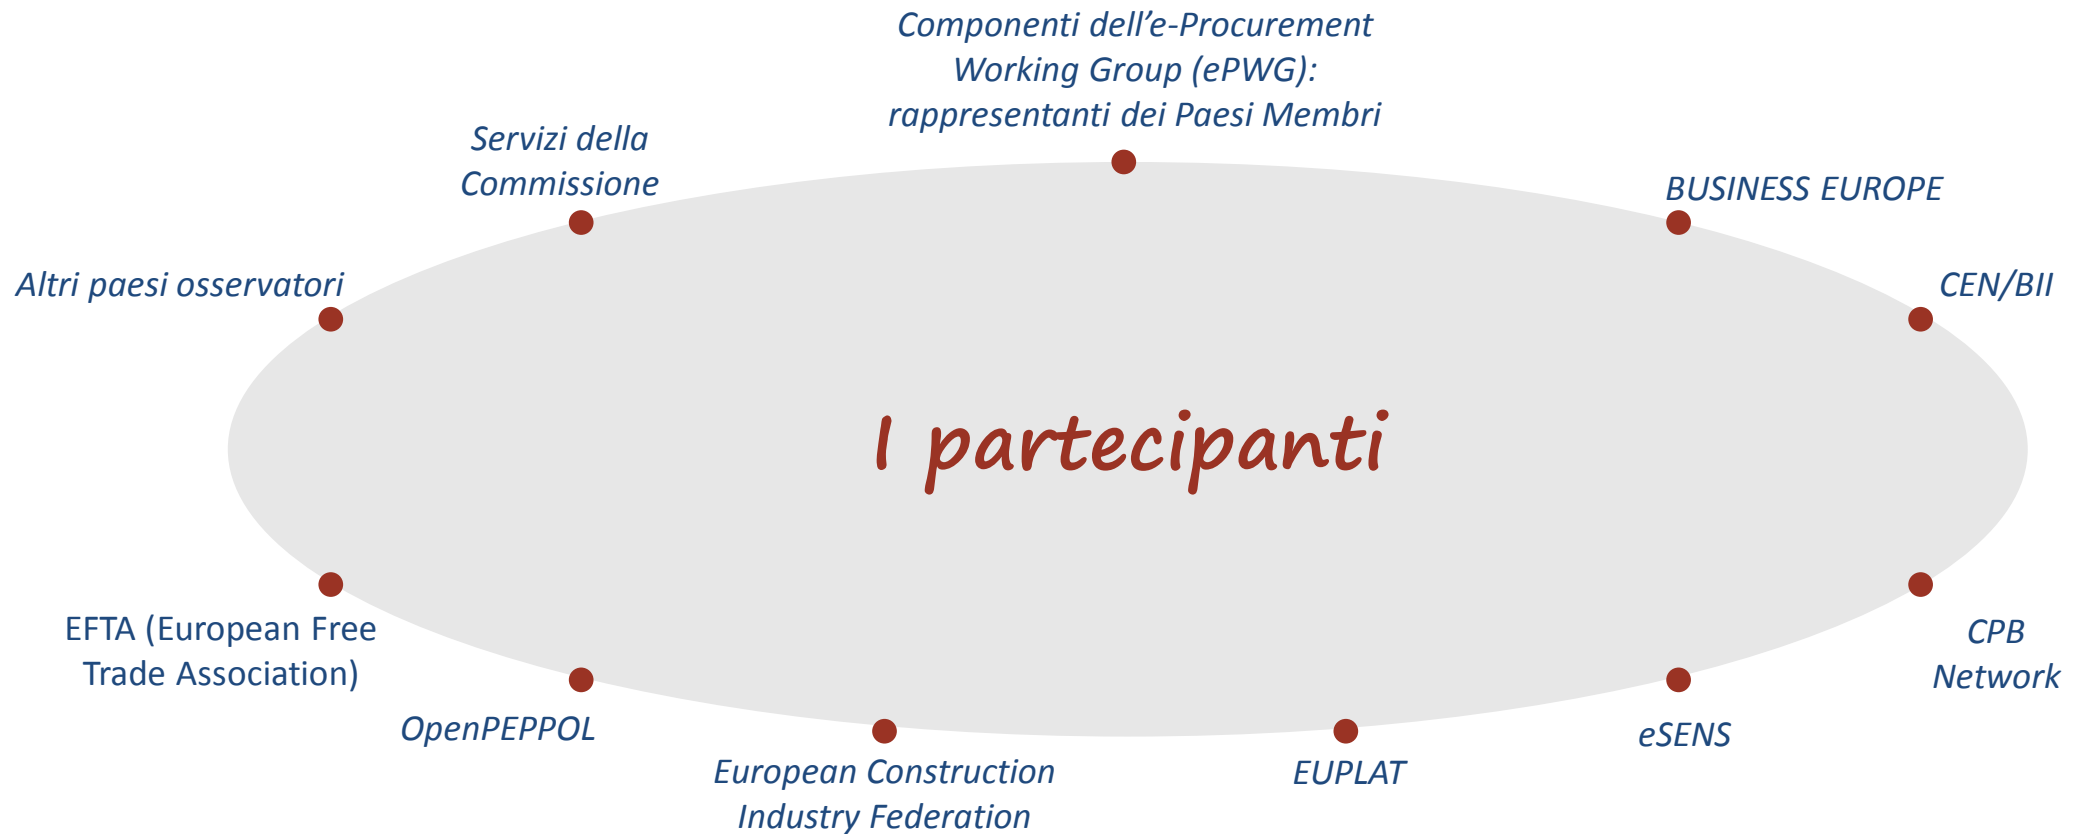 Componenti dell’e-Procurement
Working Group (ePWG):
rappresentanti dei Paesi Membri
Servizi della
Commissione
BUSINESS EUROPE
Altri paesi osservatori
CEN/BII
I partecipanti
EFTA (European Free
Trade Association)
CPB
Network
OpenPEPPOL
eSENS
European Construction
Industry Federation
EUPLAT